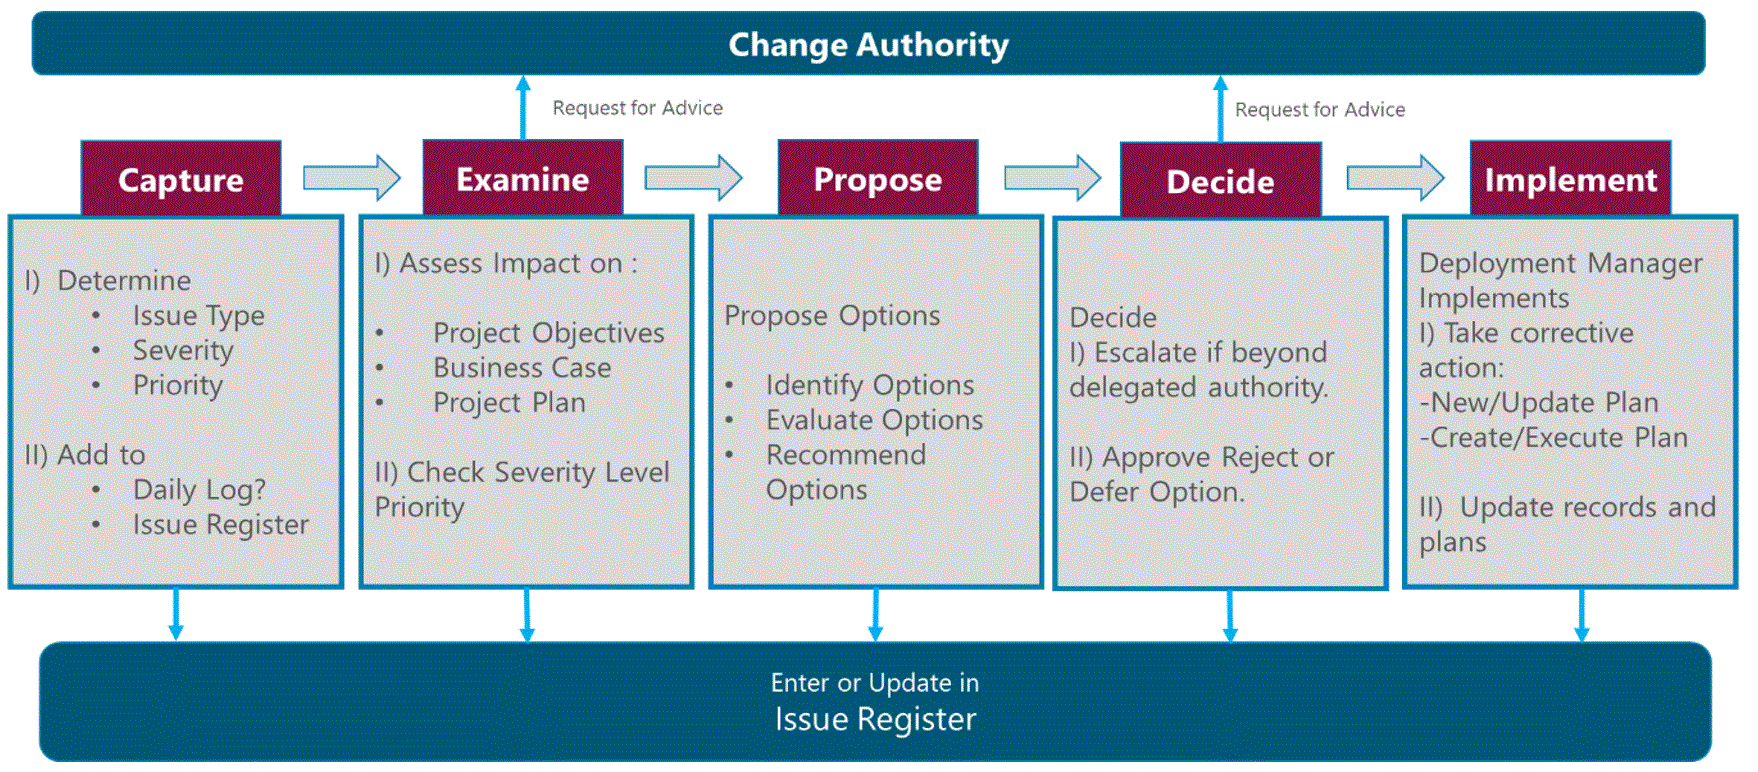 Change Authority
Request for Advice
Request for Advice
Capture
Examine
Propose
Decide
Implement
I) Determine
• Issue Type
• Severity
• Priority
II) Add to
• Daily Log?
• Issue Register
I) Assess Impact on :
• Project Objectives
• Business Case
• Project Plan
II) Check Severity Level
Priority
Propose Options
• Identify Options
• Evaluate Options
• Recommend
Options
Decide
I) Escalate if beyond
delegated authority.
II) Approve Reject or
Defer Option.
Deployment Manager
Implements
I) Take corrective
action:
-New/Update Plan
-Create/Execute Plan
II) Update records and
plans
Enter or Update in
Issue Register